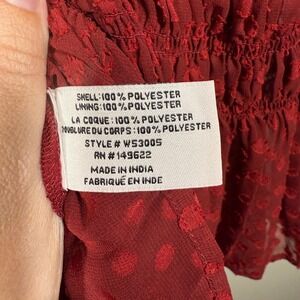 SHELL:100% POLYESTER
LINING:100% POLYESTER
LA COQUE:100% POLYESTER
DOUBLURE DU CORPS:100% POLYESTER
STYLE # W53005
RN #149622
MADE IN INDIA
FABRIQUÉ EN INDE